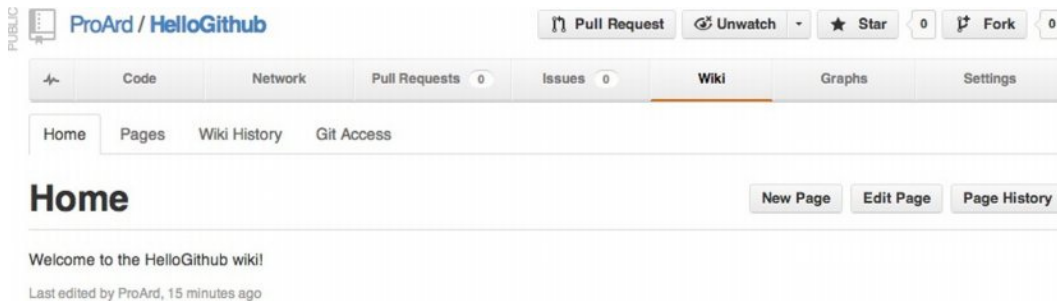 PUBLIC
ProArd / HelloGithub
Pull Request
Unwatch
Star 0
Fork 0
Code
Network
Pull Requests 0
Issues 0
Wiki
Graphs
Settings
Home
Pages
Wiki History
Git Access
Home
New Page
Edit Page
Page History
Welcome to the HelloGithub wiki!
Last edited by ProArd, 15 minutes ago